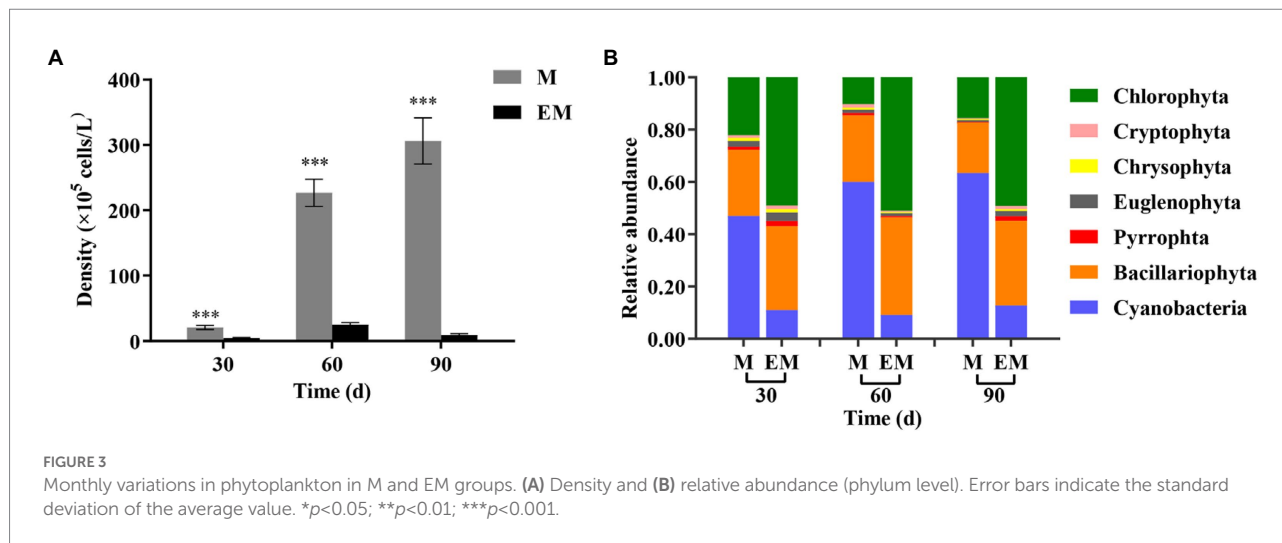 A
Density (×10⁵ cells/L)
400
300
200
100
0
***
***
***
M
EM
30
60
90
Time (d)
B
Relative abundance
1.00
0.80
0.60
0.40
0.20
0.00
M EM
M EM
M EM
30
60
90
Time (d)
Chlorophyta
Cryptophyta
Chrysophyta
Euglenophyta
Pyrrophta
Bacillariophyta
Cyanobacteria
FIGURE 3
Monthly variations in phytoplankton in M and EM groups. (A) Density and (B) relative abundance (phylum level). Error bars indicate the standard
deviation of the average value. *p<0.05; **p<0.01; ***p<0.001.